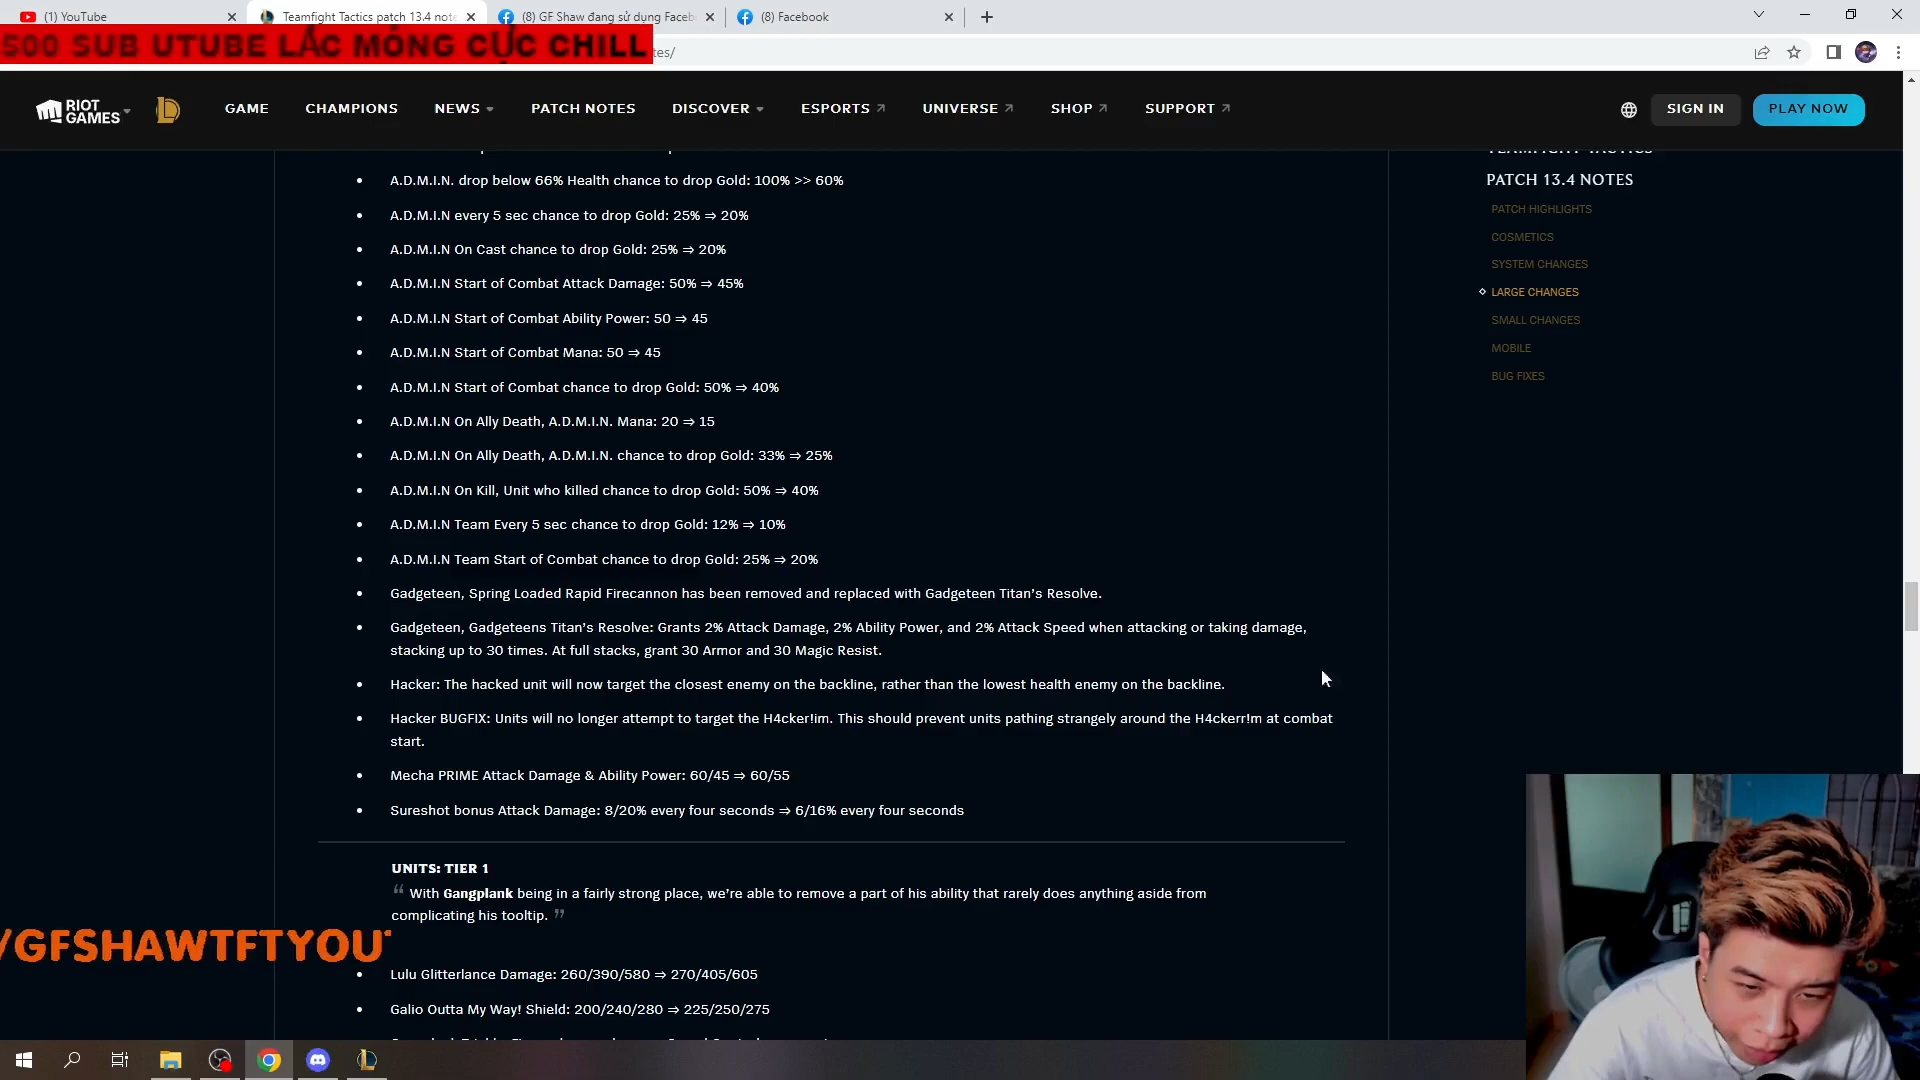 (1) YouTube
Teamfight Tactics patch 13.4 note
(8) GF Shaw đang sử dụng Faceb
(8) Facebook
500 SUB UTUBE LẮC MÔNG CỰC CHILL
tes/
RIOT GAMES
GAME
CHAMPIONS
NEWS
PATCH NOTES
DISCOVER
ESPORTS
UNIVERSE
SHOP
SUPPORT
SIGN IN
PLAY NOW
A.D.M.I.N. drop below 66% Health chance to drop Gold: 100% >> 60%
A.D.M.I.N every 5 sec chance to drop Gold: 25% ⇒ 20%
A.D.M.I.N On Cast chance to drop Gold: 25% ⇒ 20%
A.D.M.I.N Start of Combat Attack Damage: 50% ⇒ 45%
A.D.M.I.N Start of Combat Ability Power: 50 ⇒ 45
A.D.M.I.N Start of Combat Mana: 50 ⇒ 45
A.D.M.I.N Start of Combat chance to drop Gold: 50% ⇒ 40%
A.D.M.I.N On Ally Death, A.D.M.I.N. Mana: 20 ⇒ 15
A.D.M.I.N On Ally Death, A.D.M.I.N. chance to drop Gold: 33% ⇒ 25%
A.D.M.I.N On Kill, Unit who killed chance to drop Gold: 50% ⇒ 40%
A.D.M.I.N Team Every 5 sec chance to drop Gold: 12% ⇒ 10%
A.D.M.I.N Team Start of Combat chance to drop Gold: 25% ⇒ 20%
Gadgeteen, Spring Loaded Rapid Firecannon has been removed and replaced with Gadgeteen Titan’s Resolve.
Gadgeteen, Gadgeteens Titan’s Resolve: Grants 2% Attack Damage, 2% Ability Power, and 2% Attack Speed when attacking or taking damage,
stacking up to 30 times. At full stacks, grant 30 Armor and 30 Magic Resist.
Hacker: The hacked unit will now target the closest enemy on the backline, rather than the lowest health enemy on the backline.
Hacker BUGFIX: Units will no longer attempt to target the H4cker!im. This should prevent units pathing strangely around the H4ckerr!m at combat
start.
Mecha PRIME Attack Damage & Ability Power: 60/45 ⇒ 60/55
Sureshot bonus Attack Damage: 8/20% every four seconds ⇒ 6/16% every four seconds
UNITS: TIER 1
“ With Gangplank being in a fairly strong place, we’re able to remove a part of his ability that rarely does anything aside from
complicating his tooltip. ”
Lulu Glitterlance Damage: 260/390/580 ⇒ 270/405/605
Galio Outta My Way! Shield: 200/240/280 ⇒ 225/250/275
TEAMFIGHT TACTICS
PATCH 13.4 NOTES
PATCH HIGHLIGHTS
COSMETICS
SYSTEM CHANGES
LARGE CHANGES
SMALL CHANGES
MOBILE
BUG FIXES
/GFSHAWTFTYOU